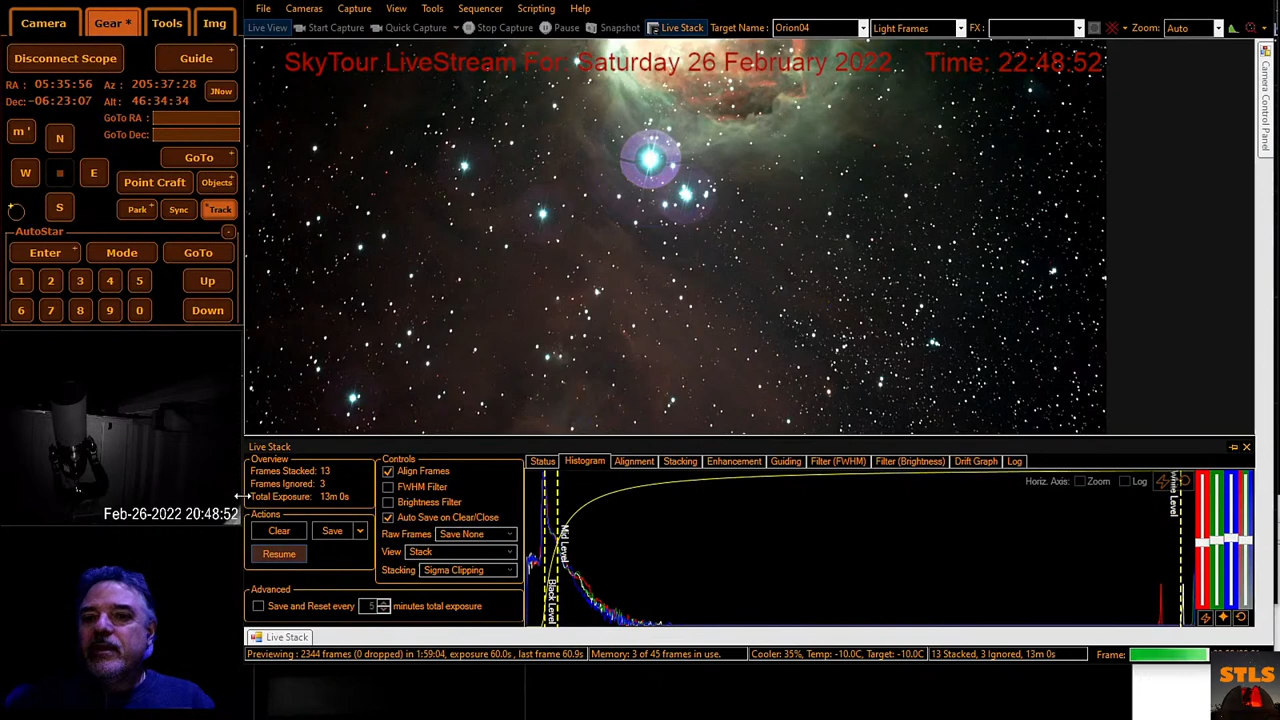 Camera Gear * Tools Img
File Cameras Capture View Tools Sequencer Scripting Help
Live View Start Capture Quick Capture Stop Capture Pause Snapshot Live Stack Target Name : Orion04 Light Frames FX : Zoom: Auto
Disconnect Scope Guide
RA : 05:35:56 Az : 205:37:28
Dec: -06:23:07 Alt : 46:34:34
JNow
GoTo RA :
GoTo Dec:
m '
N
GoTo
W E
Point Craft Objects
S
Park Sync Track
AutoStar
Enter Mode GoTo
1 2 3 4 5 Up
6 7 8 9 0 Down
SkyTour LiveStream For Saturday 26 February 2022 Time: 22:48:52
Camera Control Panel
Feb-26-2022 20:48:52
Live Stack
Overview
Frames Stacked: 13
Frames Ignored: 3
Total Exposure: 13m 0s
Actions
Clear Save
Resume
Controls
Align Frames
FWHM Filter
Brightness Filter
Auto Save on Clear/Close
Raw Frames Save None
View Stack
Stacking Sigma Clipping
Advanced
Save and Reset every 5 minutes total exposure
Status Histogram Alignment Stacking Enhancement Guiding Filter (FWHM) Filter (Brightness) Drift Graph Log
Horiz. Axis: Zoom Log
Mid Level
Black Level
White Level
Live Stack
Previewing : 2344 frames (0 dropped) in 1:59:04, exposure 60.0s , last frame 60.9s Memory: 3 of 45 frames in use. Cooler: 35%, Temp: -10.0C, Target: -10.0C 13 Stacked, 3 Ignored, 13m 0s Frame:
STLS